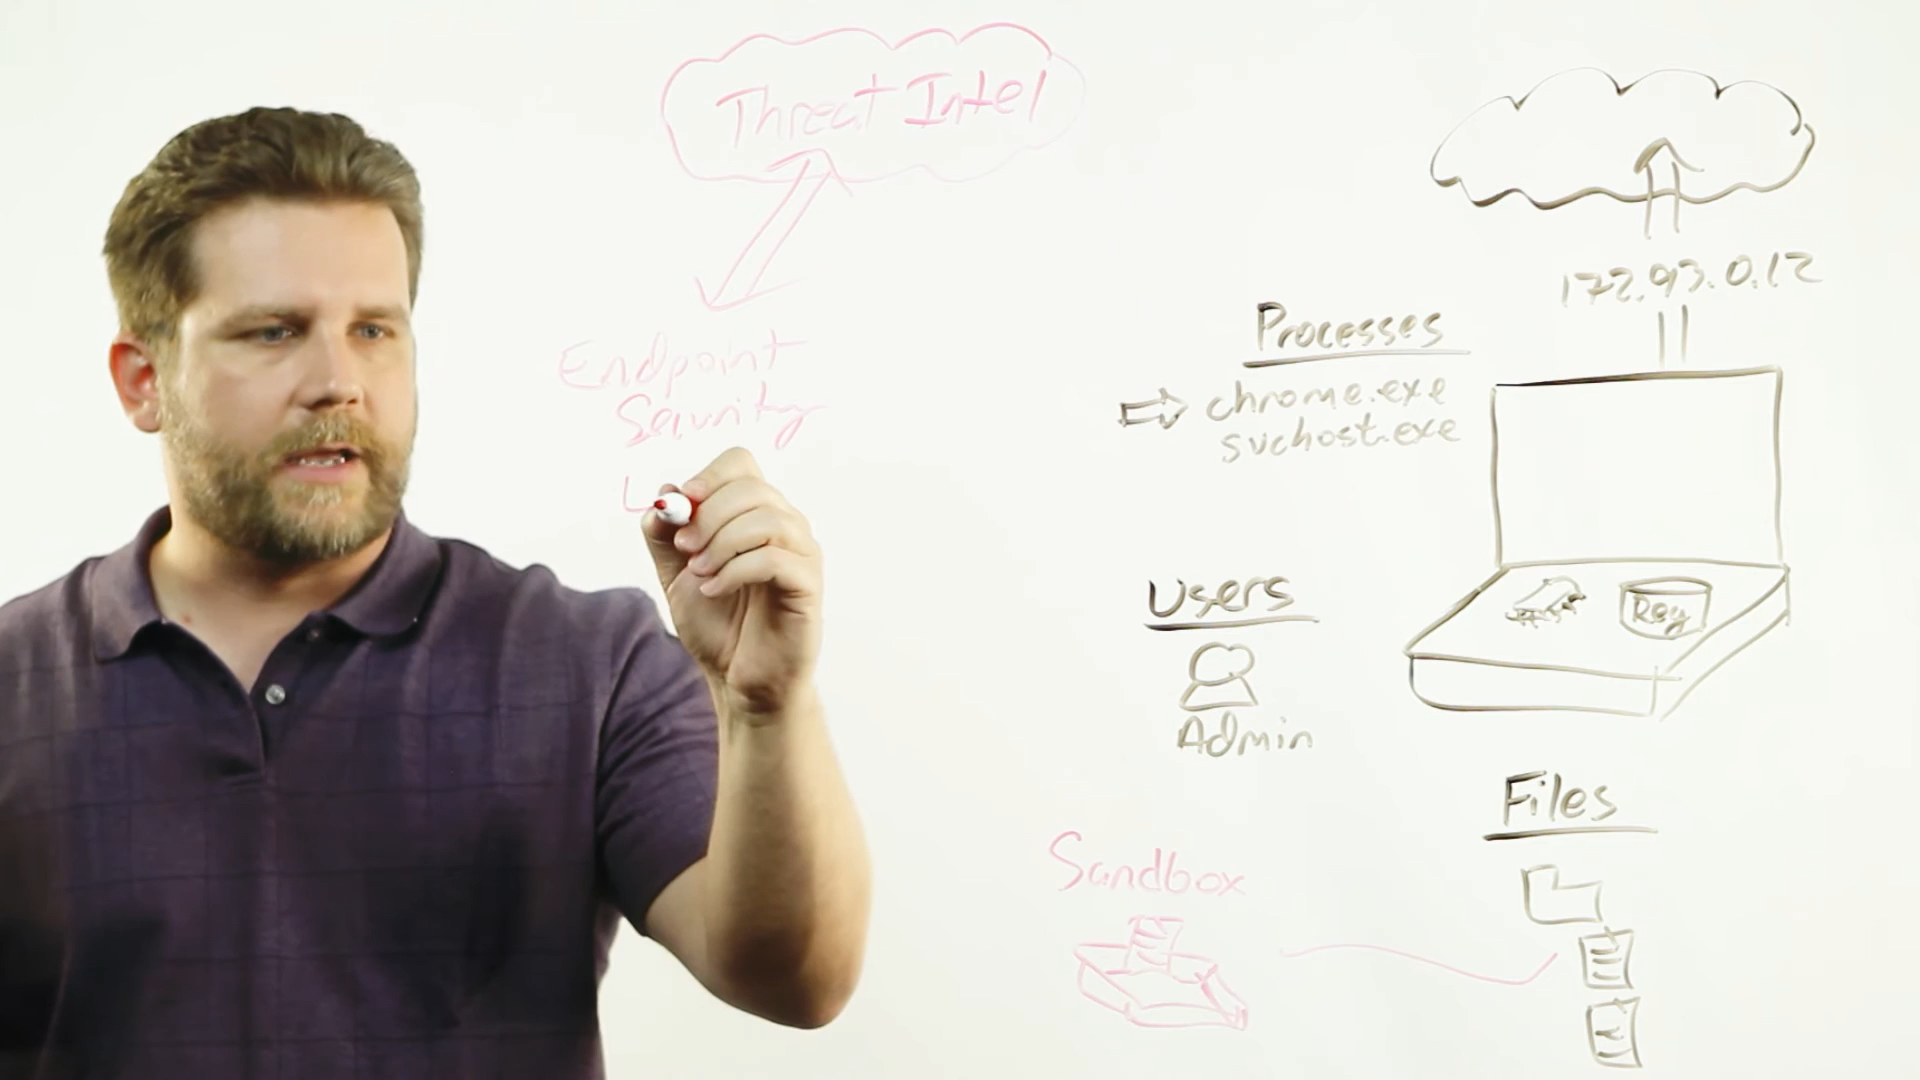 Threat Intel
Endpoint
Security
L
172.93.0.12
Processes
chrome.exe
svchost.exe
Reg
Users
Admin
Files
Sandbox